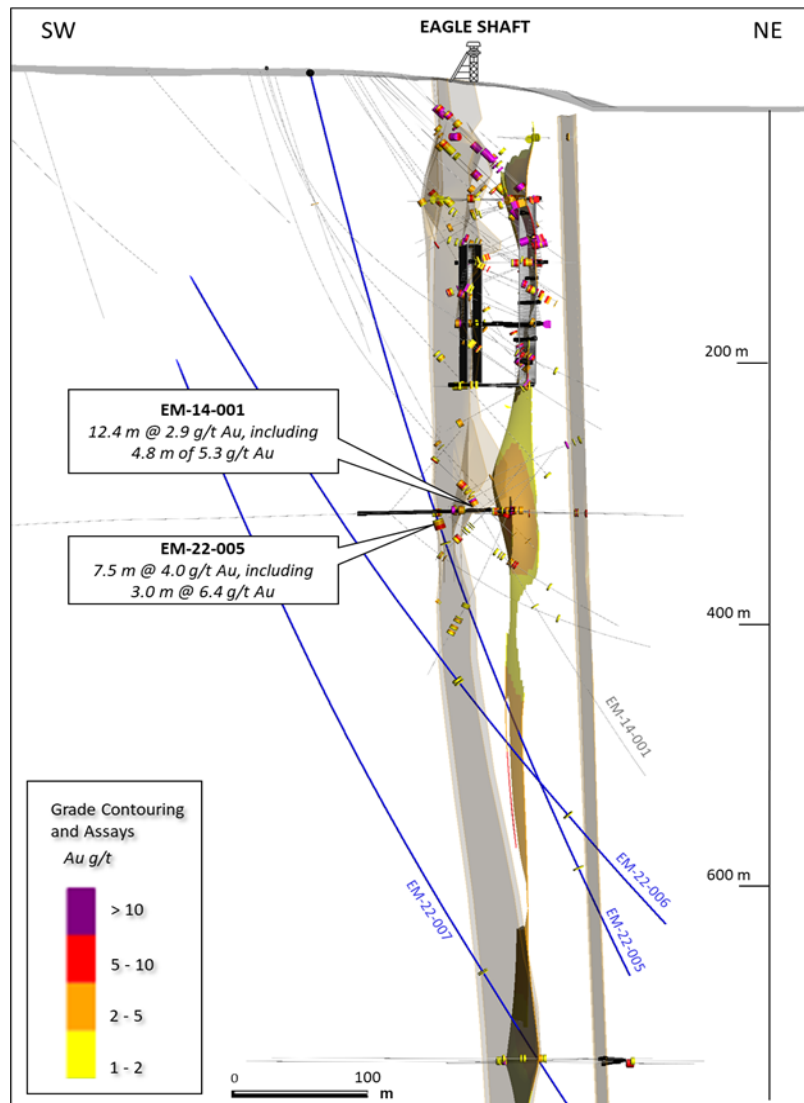 SW
EAGLE SHAFT
NE
200 m
EM-14-001
12.4 m @ 2.9 g/t Au, including
4.8 m of 5.3 g/t Au
EM-22-005
7.5 m @ 4.0 g/t Au, including
3.0 m @ 6.4 g/t Au
400 m
EM-14-001
Grade Contouring
and Assays
Au g/t
> 10
5 - 10
2 - 5
1 - 2
EM-22-007
EM-22-006
EM-22-005
600 m
0
100
m